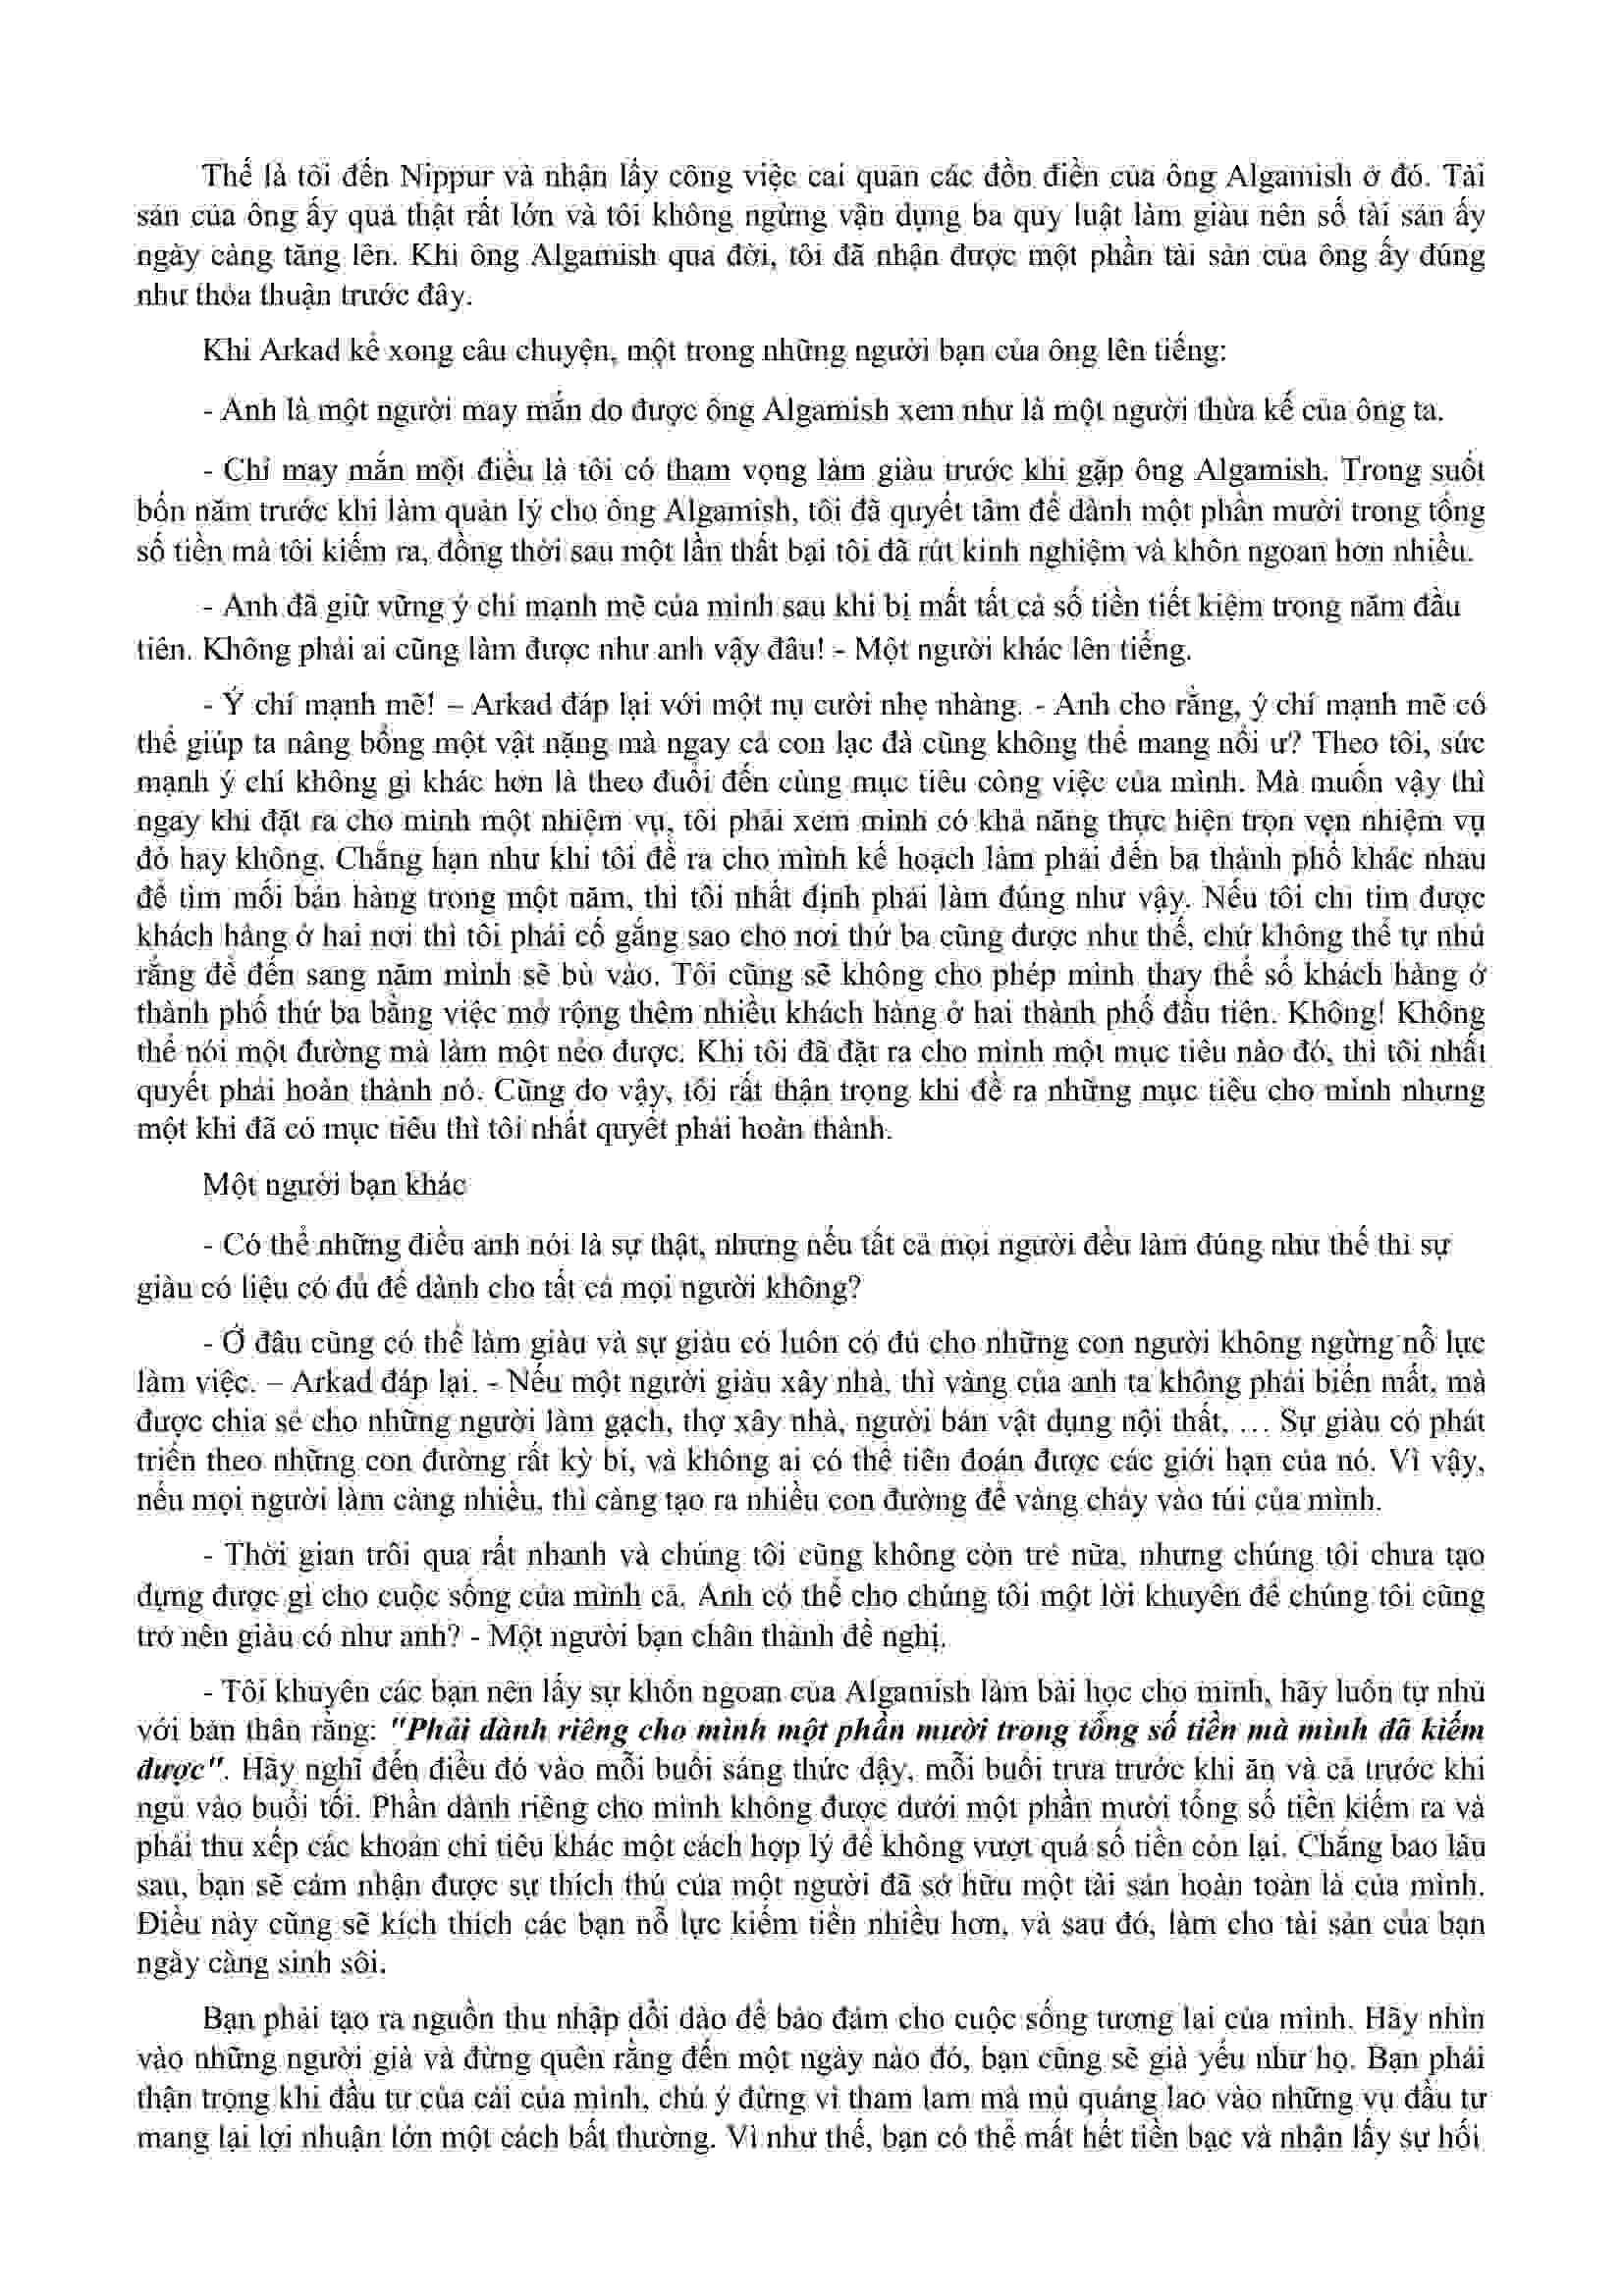 Thế là tôi đến Nippur và nhận lấy công việc cai quản các đồn điền của ông Algamish ở đó. Tài
sản của ông ấy quả thật rất lớn và tôi không ngừng vận dụng ba quy luật làm giàu nên số tài sản ấy
ngày càng tăng lên. Khi ông Algamish qua đời, tôi đã nhận được một phần tài sản của ông ấy đúng
như thỏa thuận trước đây.
Khi Arkad kể xong câu chuyện, một trong những người bạn của ông lên tiếng:
- Anh là một người may mắn do được ông Algamish xem như là một người thừa kế của ông ta.
- Chỉ may mắn một điều là tôi có tham vọng làm giàu trước khi gặp ông Algamish. Trong suốt
bốn năm trước khi làm quản lý cho ông Algamish, tôi đã quyết tâm để dành một phần mười trong tổng
số tiền mà tôi kiếm ra, đồng thời sau một lần thất bại tôi đã rút kinh nghiệm và khôn ngoan hơn nhiều.
- Anh đã giữ vững ý chí mạnh mẽ của mình sau khi bị mất tất cả số tiền tiết kiệm trong năm đầu
tiên. Không phải ai cũng làm được như anh vậy đâu! - Một người khác lên tiếng.
- Ý chí mạnh mẽ! – Arkad đáp lại với một nụ cười nhẹ nhàng. - Anh cho rằng, ý chí mạnh mẽ có
thể giúp ta nâng bổng một vật nặng mà ngay cả con lạc đà cũng không thể mang nổi ư? Theo tôi, sức
mạnh ý chí không gì khác hơn là theo đuổi đến cùng mục tiêu công việc của mình. Mà muốn vậy thì
ngay khi đặt ra cho mình một nhiệm vụ, tôi phải xem mình có khả năng thực hiện trọn vẹn nhiệm vụ
đó hay không. Chẳng hạn như khi tôi đề ra cho mình kế hoạch làm phải đến ba thành phố khác nhau
để tìm mối bán hàng trong một năm, thì tôi nhất định phải làm đúng như vậy. Nếu tôi chỉ tìm được
khách hàng ở hai nơi thì tôi phải cố gắng sao cho nơi thứ ba cũng được như thế, chứ không thể tự nhủ
rằng để đến sang năm mình sẽ bù vào. Tôi cũng sẽ không cho phép mình thay thế số khách hàng ở
thành phố thứ ba bằng việc mở rộng thêm nhiều khách hàng ở hai thành phố đầu tiên. Không! Không
thể nói một đường mà làm một nẻo được. Khi tôi đã đặt ra cho mình một mục tiêu nào đó, thì tôi nhất
quyết phải hoàn thành nó. Cũng do vậy, tôi rất thận trọng khi đề ra những mục tiêu cho mình nhưng
một khi đã có mục tiêu thì tôi nhất quyết phải hoàn thành.
Một người bạn khác
- Có thể những điều anh nói là sự thật, nhưng nếu tất cả mọi người đều làm đúng như thế thì sự
giàu có liệu có đủ để dành cho tất cả mọi người không?
- Ở đâu cũng có thể làm giàu và sự giàu có luôn có đủ cho những con người không ngừng nỗ lực
làm việc. – Arkad đáp lại. - Nếu một người giàu xây nhà, thì vàng của anh ta không phải biến mất, mà
được chia sẻ cho những người làm gạch, thợ xây nhà, người bán vật dụng nội thất, … Sự giàu có phát
triển theo những con đường rất kỳ bí, và không ai có thể tiên đoán được các giới hạn của nó. Vì vậy,
nếu mọi người làm càng nhiều, thì càng tạo ra nhiều con đường để vàng chảy vào túi của mình.
- Thời gian trôi qua rất nhanh và chúng tôi cũng không còn trẻ nữa, nhưng chúng tôi chưa tạo
dựng được gì cho cuộc sống của mình cả. Anh có thể cho chúng tôi một lời khuyên để chúng tôi cũng
trở nên giàu có như anh? - Một người bạn chân thành đề nghị.
- Tôi khuyên các bạn nên lấy sự khôn ngoan của Algamish làm bài học cho mình, hãy luôn tự nhủ
với bản thân rằng: "Phải dành riêng cho mình một phần mười trong tổng số tiền mà mình đã kiếm
được". Hãy nghĩ đến điều đó vào mỗi buổi sáng thức dậy, mỗi buổi trưa trước khi ăn và cả trước khi
ngủ vào buổi tối. Phần dành riêng cho mình không được dưới một phần mười tổng số tiền kiếm ra và
phải thu xếp các khoản chi tiêu khác một cách hợp lý để không vượt quá số tiền còn lại. Chẳng bao lâu
sau, bạn sẽ cảm nhận được sự thích thú của một người đã sở hữu một tài sản hoàn toàn là của mình.
Điều này cũng sẽ kích thích các bạn nỗ lực kiếm tiền nhiều hơn, và sau đó, làm cho tài sản của bạn
ngày càng sinh sôi.
Bạn phải tạo ra nguồn thu nhập dồi dào để bảo đảm cho cuộc sống tương lai của mình. Hãy nhìn
vào những người già và đừng quên rằng đến một ngày nào đó, bạn cũng sẽ già yếu như họ. Bạn phải
thận trọng khi đầu tư của cải của mình, chú ý đừng vì tham lam mà mù quáng lao vào những vụ đầu tư
mang lại lợi nhuận lớn một cách bất thường. Vì như thế, bạn có thể mất hết tiền bạc và nhận lấy sự hối